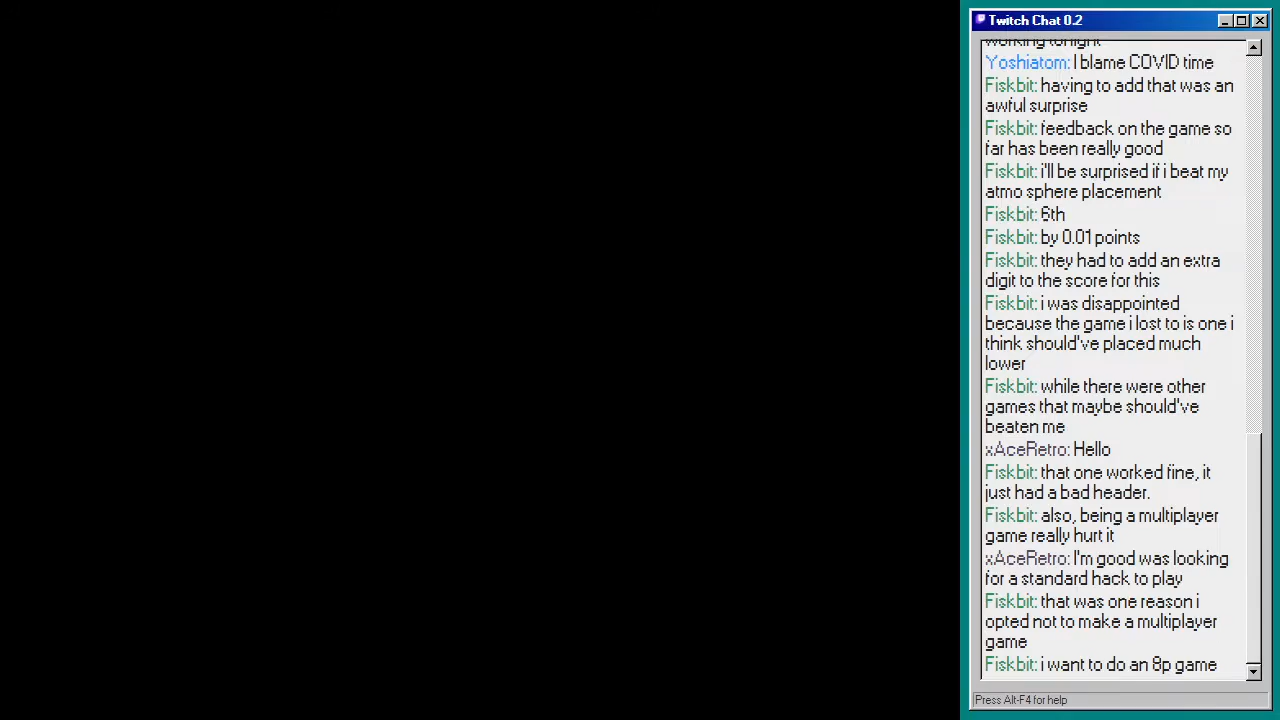 Twitch Chat 0.2
working tonight
Yoshiatom: I blame COVID time
Fiskbit: having to add that was an
awful surprise
Fiskbit: feedback on the game so
far has been really good
Fiskbit: i'll be surprised if i beat my
atmo sphere placement
Fiskbit: 6th
Fiskbit: by 0.01 points
Fiskbit: they had to add an extra
digit to the score for this
Fiskbit: i was disappointed
because the game i lost to is one i
think should've placed much
lower
Fiskbit: while there were other
games that maybe should've
beaten me
xAceRetro: Hello
Fiskbit: that one worked fine, it
just had a bad header.
Fiskbit: also, being a multiplayer
game really hurt it
xAceRetro: I'm good was looking
for a standard hack to play
Fiskbit: that was one reason i
opted not to make a multiplayer
game
Fiskbit: i want to do an 8p game
Press Alt-F4 for help